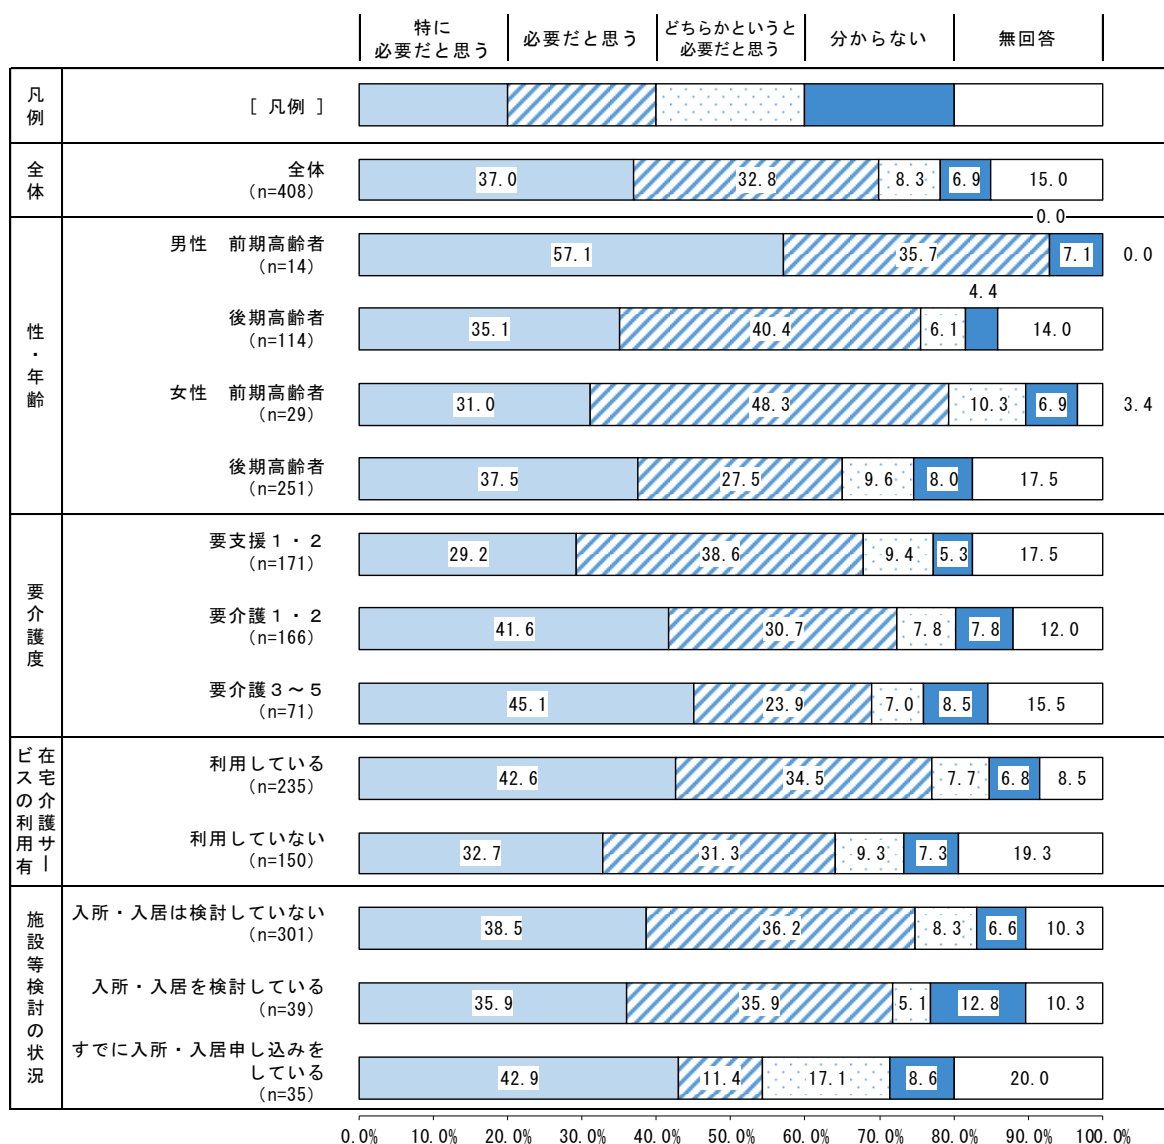 特に
必要だと思う
必要だと思う
どちらかというと
必要だと思う
分からない
無回答
凡例
[ 凡例 ]
全体
全体
(n=408)
37.0
32.8
8.3
6.9
15.0
性・年齢
男性　前期高齢者
(n=14)
57.1
35.7
0.0
7.1
0.0
後期高齢者
(n=114)
35.1
40.4
6.1
4.4
14.0
女性　前期高齢者
(n=29)
31.0
48.3
10.3
6.9
3.4
後期高齢者
(n=251)
37.5
27.5
9.6
8.0
17.5
要介護度
要支援１・２
(n=171)
29.2
38.6
9.4
5.3
17.5
要介護１・２
(n=166)
41.6
30.7
7.8
7.8
12.0
要介護３～５
(n=71)
45.1
23.9
7.0
8.5
15.5
在宅介護サー
ビスの利用有
利用している
(n=235)
42.6
34.5
7.7
6.8
8.5
利用していない
(n=150)
32.7
31.3
9.3
7.3
19.3
施設等検討の状況
入所・入居は検討していない
(n=301)
38.5
36.2
8.3
6.6
10.3
入所・入居を検討している
(n=39)
35.9
35.9
5.1
12.8
10.3
すでに入所・入居申し込みを
している
(n=35)
42.9
11.4
17.1
8.6
20.0
0.0% 10.0% 20.0% 30.0% 40.0% 50.0% 60.0% 70.0% 80.0% 90.0% 100.0%